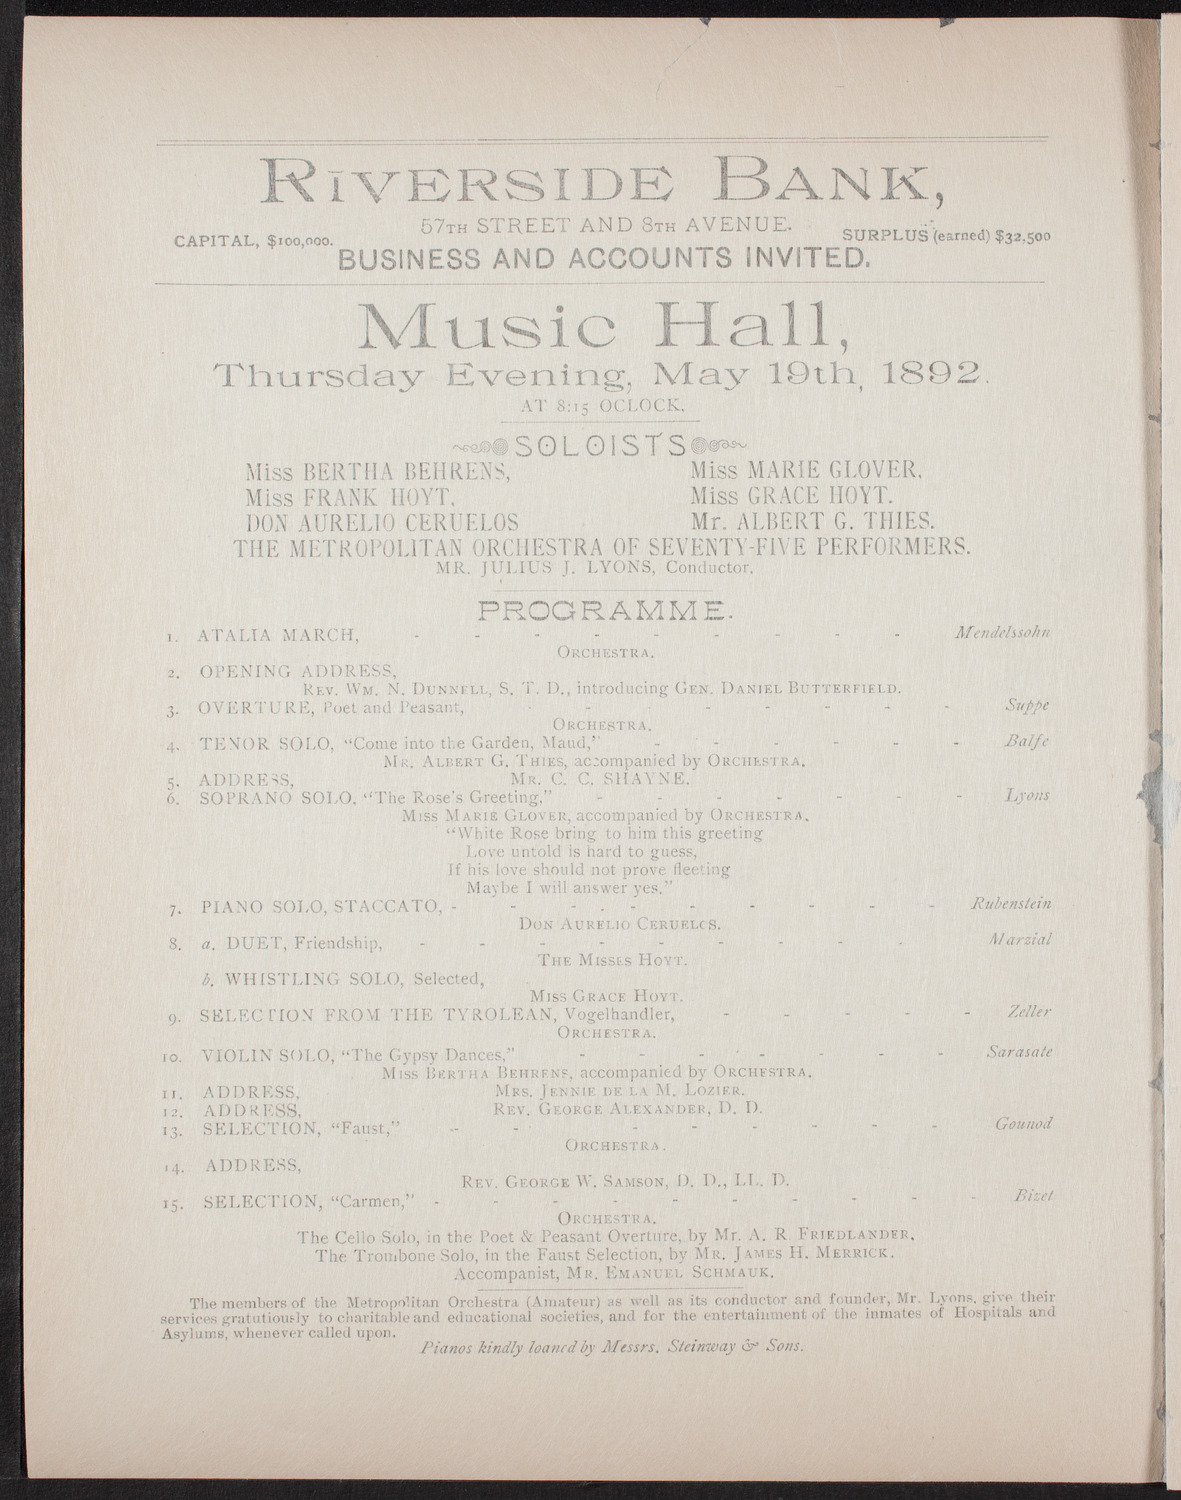 RIVERSIDE BANK,
57TH STREET AND 8TH AVENUE.
CAPITAL, $100,000.
SURPLUS (earned) $32,500
BUSINESS AND ACCOUNTS INVITED.
Music Hall,
Thursday Evening, May 19th, 1892.
AT 8:15 OCLOCK.
SOLOISTS
Miss BERTHA BEHRENS, Miss MARIE GLOVER,
Miss FRANK HOYT, Miss GRACE HOYT.
DON AURELIO CERUELOS Mr. ALBERT G. THIES.
THE METROPOLITAN ORCHESTRA OF SEVENTY-FIVE PERFORMERS.
MR. JULIUS J. LYONS, Conductor.
PROGRAMME.
1. ATALIA MARCH, - - - - - - - - - Mendelssohn
ORCHESTRA.
2. OPENING ADDRESS,
REV. WM. N. DUNNELL, S. T. D., introducing GEN. DANIEL BUTTERFIELD.
3. OVERTURE, Poet and Peasant, - - - - - - - Suppe
ORCHESTRA.
4. TENOR SOLO, "Come into the Garden, Maud," - - - - - - Balfe
MR. ALBERT G. THIES, accompanied by ORCHESTRA.
5. ADDRESS, MR. C. C. SHAYNE.
6. SOPRANO SOLO. "The Rose's Greeting," - - - - - - - Lyons
MISS MARIE GLOVER, accompanied by ORCHESTRA.
"White Rose bring to him this greeting
Love untold is hard to guess,
If his love should not prove fleeting
Maybe I will answer yes."
7. PIANO SOLO, STACCATO, - - - - - - - - - Rubenstein
DON AURELIO CERUELOS.
8. a. DUET, Friendship, - - - - - - - - - Marzial
THE MISSES HOYT.
b. WHISTLING SOLO, Selected,
MISS GRACE HOYT.
9. SELECTION FROM THE TYROLEAN, Vogelhandler, - - - - - Zeller
ORCHESTRA.
10. VIOLIN SOLO, "The Gypsy Dances," - - - - - - - Sarasate
MISS BERTHA BEHRENS, accompanied by ORCHESTRA.
11. ADDRESS, MRS. JENNIE DE LA M. LOZIER.
12. ADDRESS, REV. GEORGE ALEXANDER, D. D.
13. SELECTION, "Faust," - - - - - - - - Gounod
ORCHESTRA.
14. ADDRESS,
REV. GEORGE W. SAMSON, D. D., LL. D.
15. SELECTION, "Carmen," - - - - - - - - - - Bizet
ORCHESTRA.
The Cello Solo, in the Poet & Peasant Overture, by Mr. A. R. FRIEDLANDER.
The Trombone Solo, in the Faust Selection, by MR. JAMES H. MERRICK.
Accompanist, MR. EMANUEL SCHMAUK.
The members of the Metropolitan Orchestra (Amateur) as well as its conductor and founder, Mr. Lyons, give their
services gratutiously to charitable and educational societies, and for the entertainment of the inmates of Hospitals and
Asylums, whenever called upon.
Pianos kindly loaned by Messrs. Steinway & Sons.